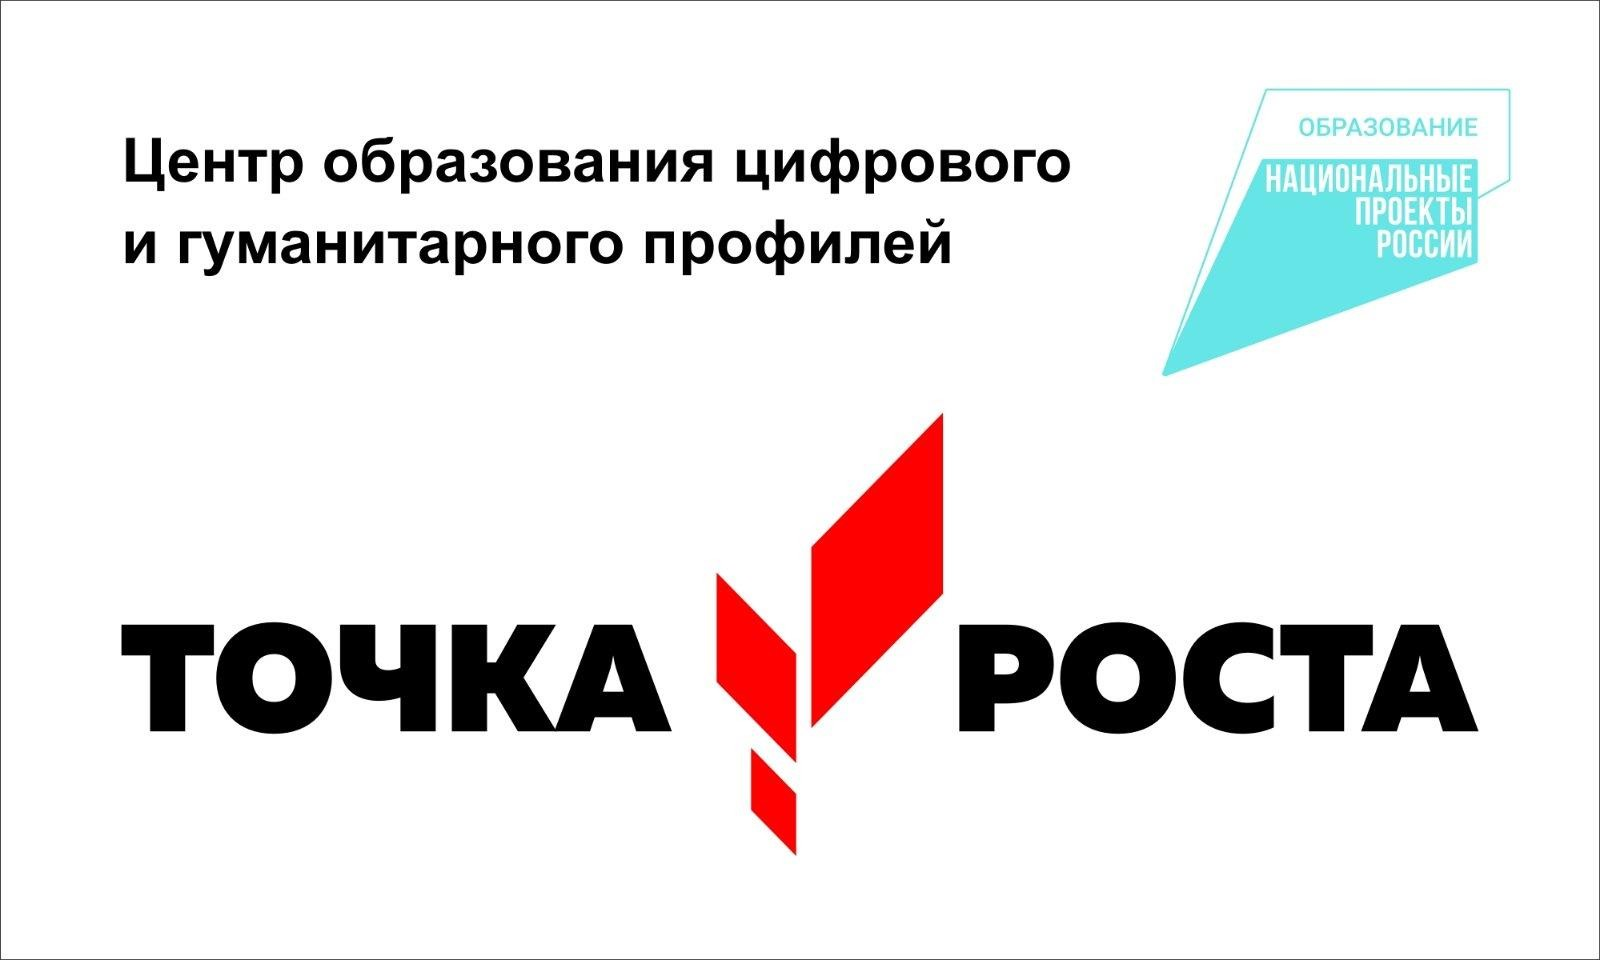 Центр образования цифрового
и гуманитарного профилей
ОБРАЗОВАНИЕ
НАЦИОНАЛЬНЫЕ
ПРОЕКТЫ
РОССИИ
ТОЧКА РОСТА